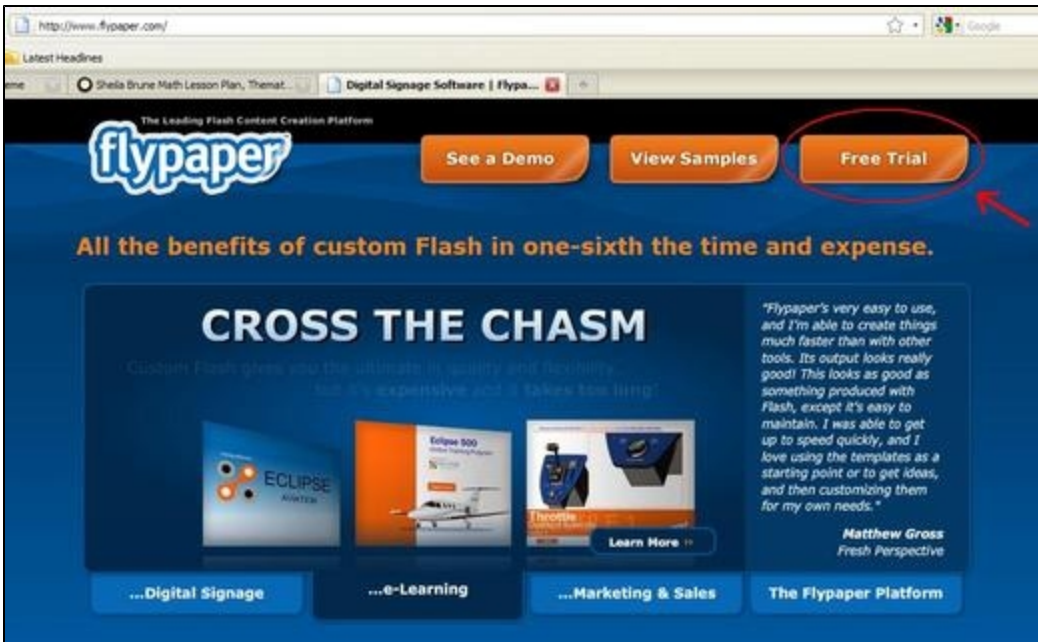 http://www.flypaper.com/
Google
Latest Headlines
eme
Sheila Brune Math Lesson Plan, Themat...
Digital Signage Software | Flypa...
The Leading Flash Content Creation Platform
flypaper
See a Demo
View Samples
Free Trial
All the benefits of custom Flash in one-sixth the time and expense.
CROSS THE CHASM
Custom Flash gives you the ultimate in quality and flexibility...
but it's expensive and it takes too long!
"Flypaper's very easy to use,
and I'm able to create things
much faster than with other
tools. Its output looks really
good! This looks as good as
something produced with
Flash, except it's easy to
maintain. I was able to get
up to speed quickly, and I
love using the templates as a
starting point or to get ideas,
and then customizing them
for my own needs."
Matthew Gross
Fresh Perspective
ECLIPSE
AVIATION
Eclipse 500
Throttle
Learn More
...Digital Signage
...e-Learning
...Marketing & Sales
The Flypaper Platform